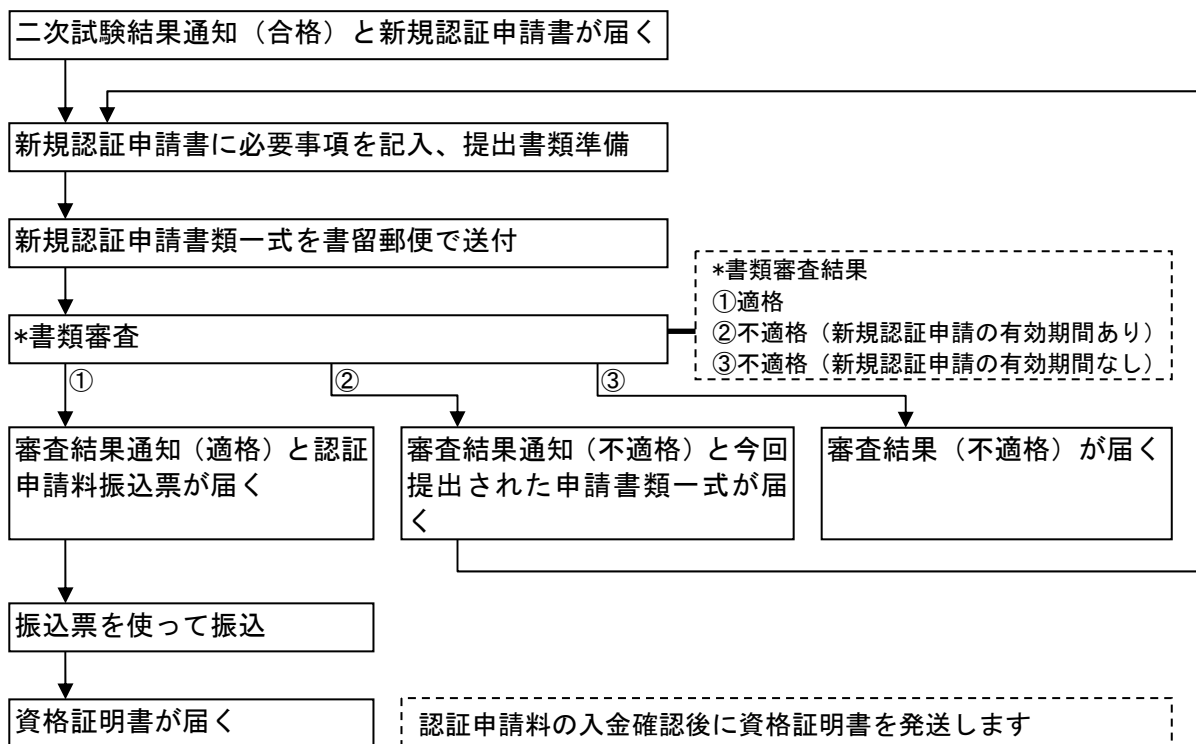 二次試験結果通知（合格）と新規認証申請書が届く
新規認証申請書に必要事項を記入、提出書類準備
新規認証申請書類一式を書留郵便で送付
*書類審査結果
①適格
②不適格（新規認証申請の有効期間あり）
③不適格（新規認証申請の有効期間なし）
*書類審査
①
②
③
審査結果通知（適格）と認証
申請料振込票が届く
審査結果通知（不適格）と今回
提出された申請書類一式が届
く
審査結果（不適格）が届く
振込票を使って振込
資格証明書が届く
認証申請料の入金確認後に資格証明書を発送します